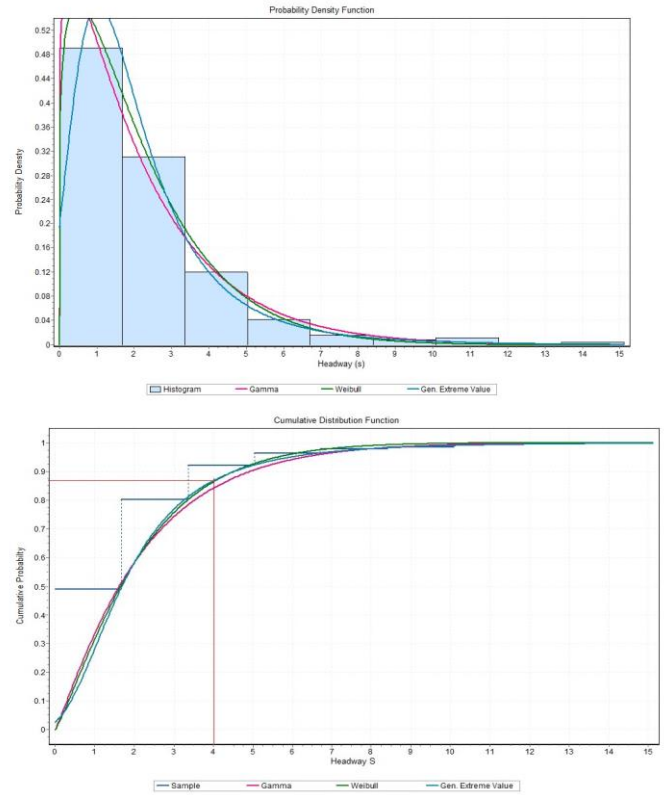 Probability Density Function
0.52
0.48
0.44
0.4
0.36
0.32
0.28
0.24
0.2
0.16
0.12
0.08
0.04
0
Probability Density
0 1 2 3 4 5 6 7 8 9 10 11 12 13 14 15
Headway (s)
Histogram Gamma Weibull Gen. Extreme Value
Cumulative Distribution Function
1
0.9
0.8
0.7
0.6
0.5
0.4
0.3
0.2
0.1
0
Cumulative Probability
0 1 2 3 4 5 6 7 8 9 10 11 12 13 14 15
Headway S
Sample Gamma Weibull Gen. Extreme Value